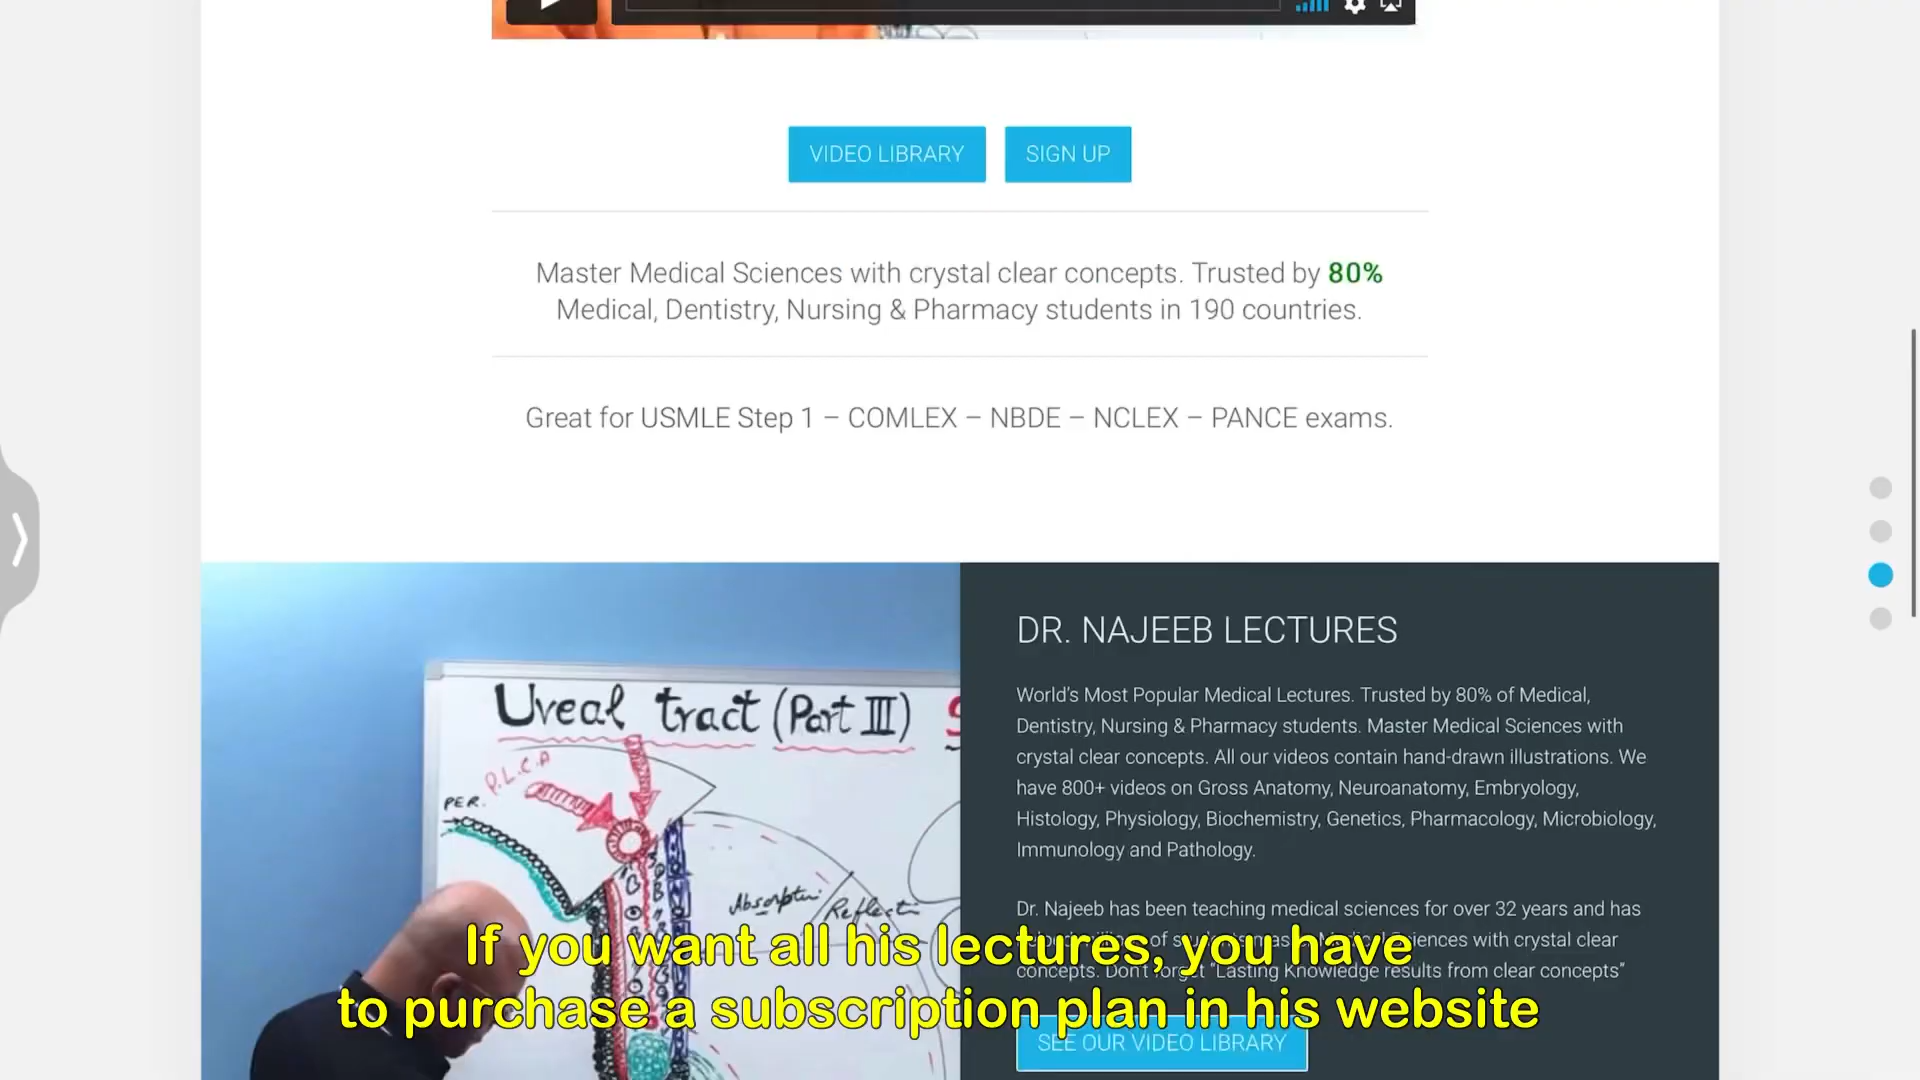 VIDEO LIBRARY
SIGN UP
Master Medical Sciences with crystal clear concepts. Trusted by 80%
Medical, Dentistry, Nursing & Pharmacy students in 190 countries.
Great for USMLE Step 1 – COMLEX – NBDE – NCLEX – PANCE exams.
Uveal tract (Part III)
P.L.C.A
PER.
Absorption
Reflecti
DR. NAJEEB LECTURES
World's Most Popular Medical Lectures. Trusted by 80% of Medical,
Dentistry, Nursing & Pharmacy students. Master Medical Sciences with
crystal clear concepts. All our videos contain hand-drawn illustrations. We
have 800+ videos on Gross Anatomy, Neuroanatomy, Embryology,
Histology, Physiology, Biochemistry, Genetics, Pharmacology, Microbiology,
Immunology and Pathology.
Dr. Najeeb has been teaching medical sciences for over 32 years and has
of students Sciences with crystal clear
concepts. Don't forget “Lasting Knowledge results from clear concepts”
If you want all his lectures, you have
to purchase a subscription plan in his website
SEE OUR VIDEO LIBRARY